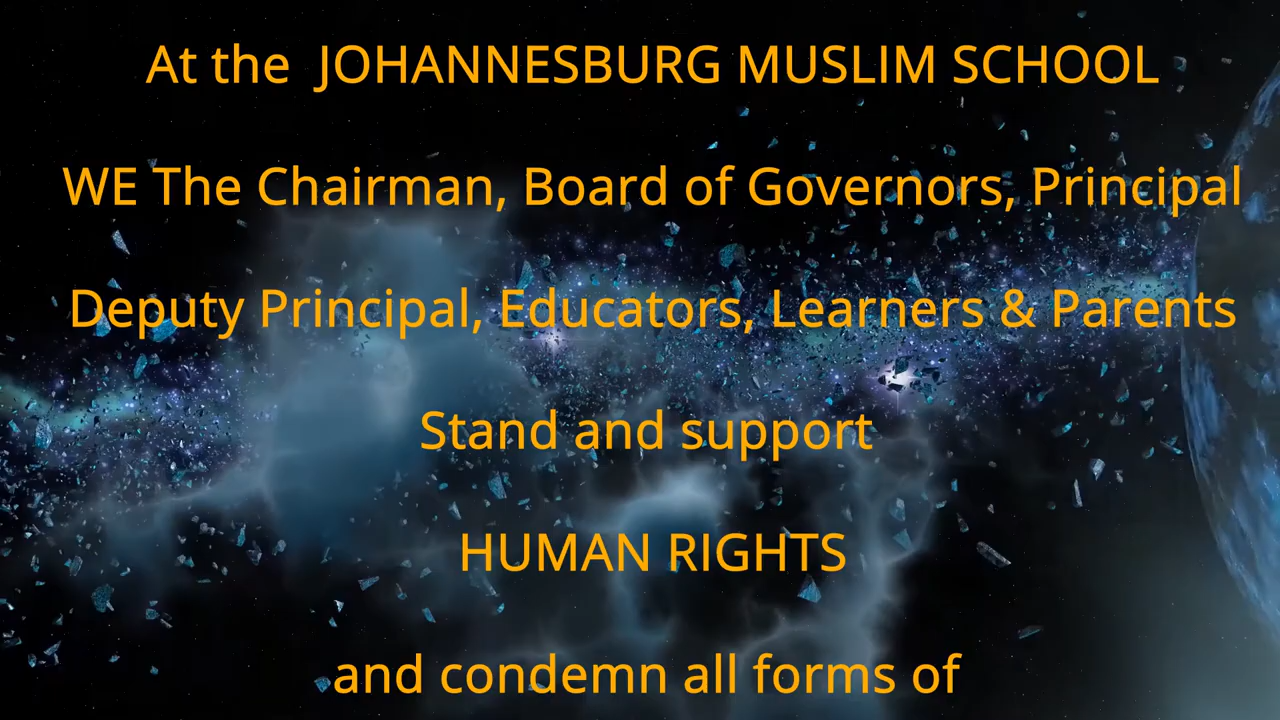 At the JOHANNESBURG MUSLIM SCHOOL
WE The Chairman, Board of Governors, Principal
Deputy Principal, Educators, Learners & Parents
Stand and support
HUMAN RIGHTS
and condemn all forms of